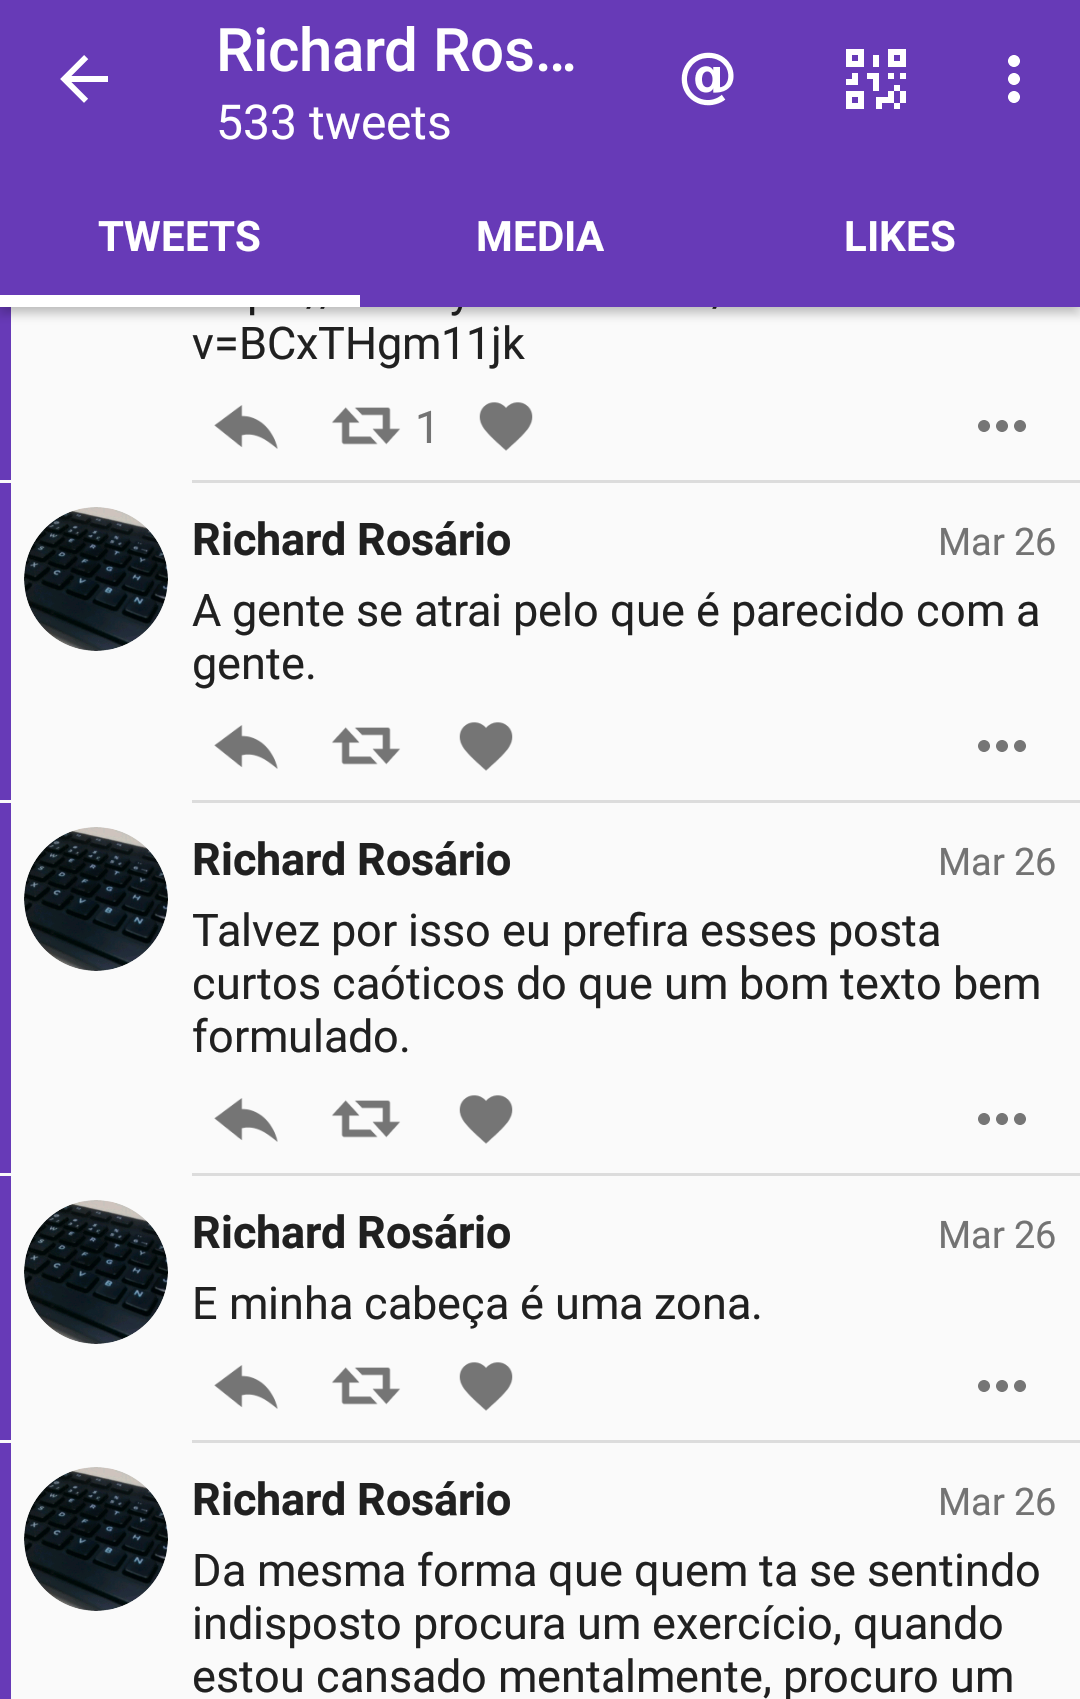 Richard Ros...
533 tweets
TWEETS
MEDIA
LIKES
v=BCxTHgm11jk
1
Richard Rosário
Mar 26
A gente se atrai pelo que é parecido com a
gente.
Richard Rosário
Mar 26
Talvez por isso eu prefira esses posta
curtos caóticos do que um bom texto bem
formulado.
Richard Rosário
Mar 26
E minha cabeça é uma zona.
Richard Rosário
Mar 26
Da mesma forma que quem ta se sentindo
indisposto procura um exercício, quando
estou cansado mentalmente, procuro um